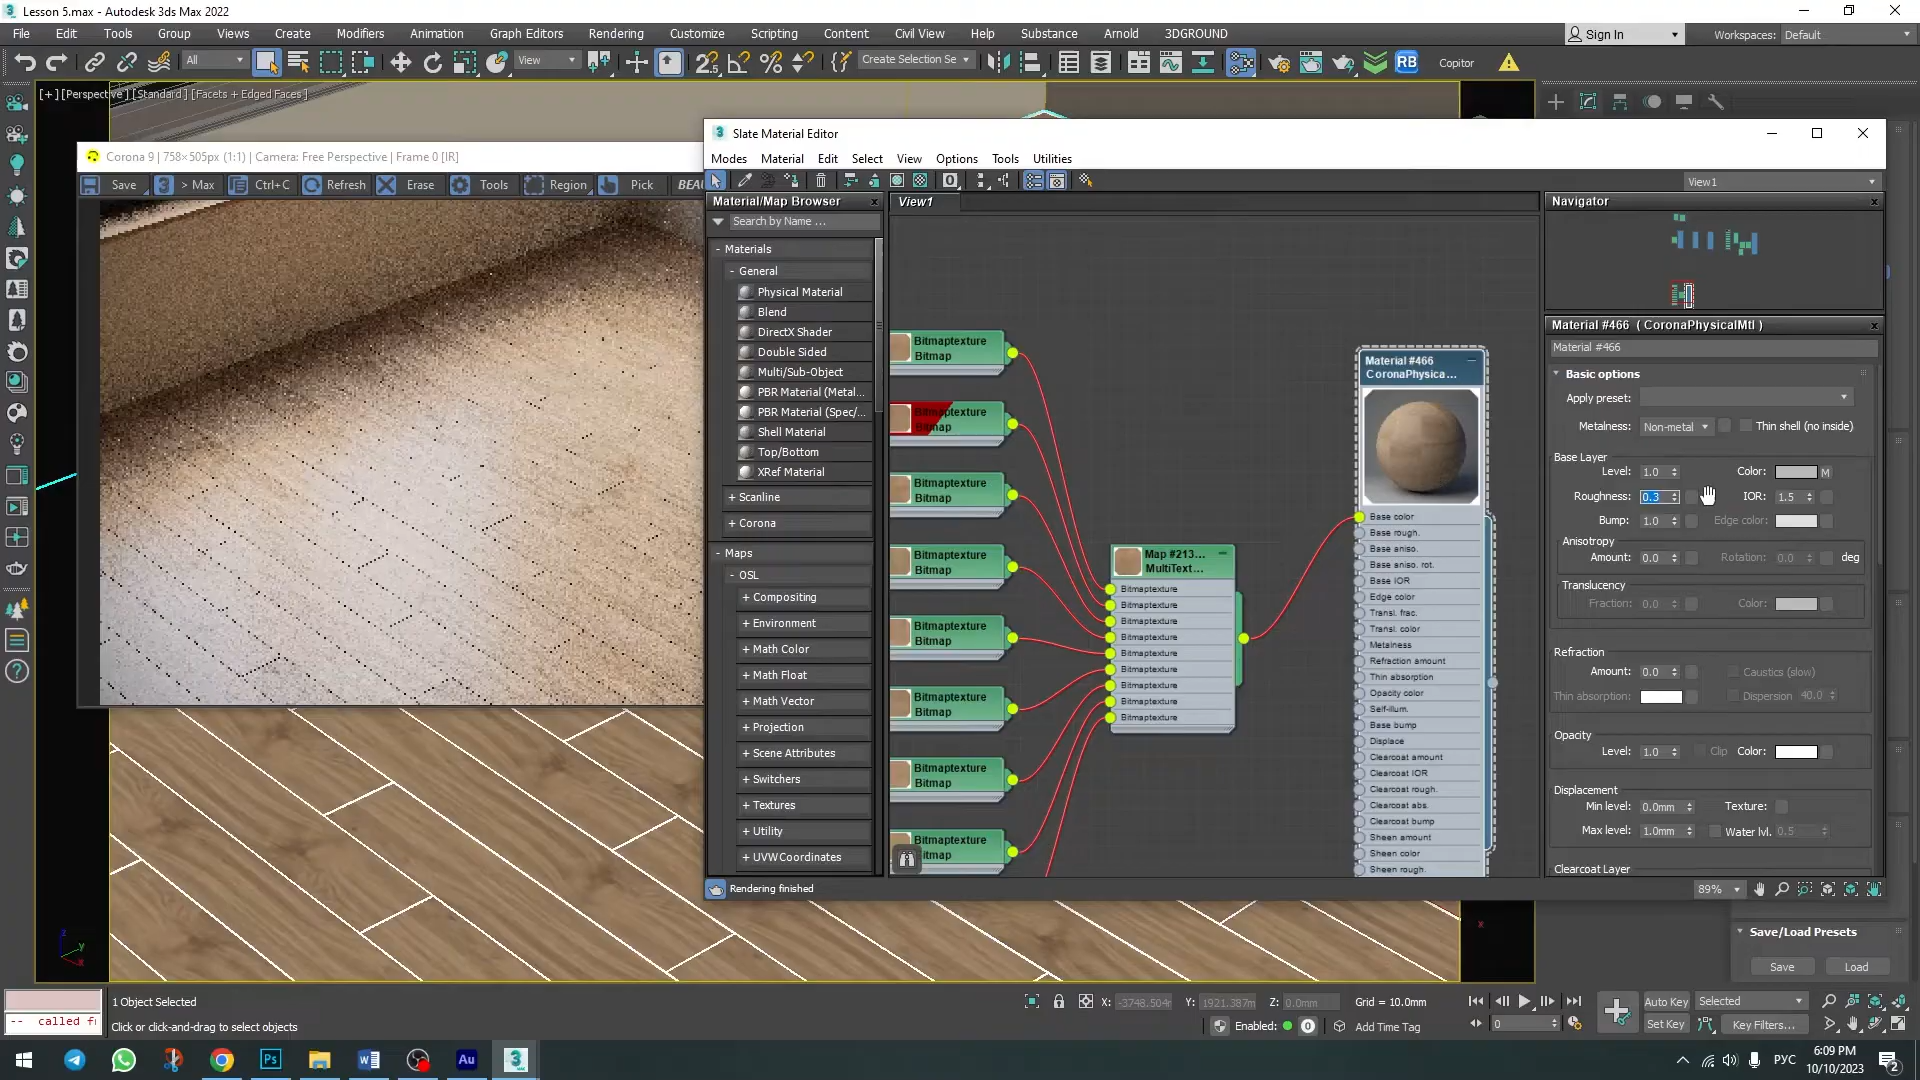 Lesson 5.max - Autodesk 3ds Max 2022
File Edit Tools Group Views Create Modifiers Animation Graph Editors Rendering Customize Scripting Content Civil View Help Substance Arnold 3DGROUND
Sign In Workspaces: Default
All View Create Selection Se RB Copitor
[+][Perspective][Standard][Facets + Edged Faces]
Corona 9 | 758×505px (1:1) | Camera: Free Perspective | Frame 0 [IR]
Save > Max Ctrl+C Refresh Erase Tools Region Pick BEAU
Slate Material Editor
Modes Material Edit Select View Options Tools Utilities
View1
Material/Map Browser
Search by Name ...
- Materials
- General
Physical Material
Blend
DirectX Shader
Double Sided
Multi/Sub-Object
PBR Material (Metal...
PBR Material (Spec/...
Shell Material
Top/Bottom
XRef Material
+ Scanline
+ Corona
- Maps
- OSL
+ Compositing
+ Environment
+ Math Color
+ Math Float
+ Math Vector
+ Projection
+ Scene Attributes
+ Switchers
+ Textures
+ Utility
+ UVWCoordinates
View1
Bitmaptexture
Bitmap
Bitmaptexture
Bitmap
Bitmaptexture
Bitmap
Bitmaptexture
Bitmap
Bitmaptexture
Bitmap
Bitmaptexture
Bitmap
Bitmaptexture
Bitmap
Bitmaptexture
Bitmap
Map #213...
MultiText...
Bitmaptexture
Bitmaptexture
Bitmaptexture
Bitmaptexture
Bitmaptexture
Bitmaptexture
Bitmaptexture
Bitmaptexture
Bitmaptexture
Material #466
CoronaPhysica...
Base color
Base rough.
Base aniso.
Base aniso. rot.
Base IOR
Edge color
Transl. frac.
Transl. color
Metalness
Refraction amount
Thin absorption
Opacity color
Self-illum.
Base bump
Displace
Clearcoat amount
Clearcoat IOR
Clearcoat rough.
Clearcoat abs.
Clearcoat bump
Sheen amount
Sheen color
Sheen rough.
Navigator
Material #466 ( CoronaPhysicalMtl )
Material #466
Basic options
Apply preset:
Metalness: Non-metal Thin shell (no inside)
Base Layer
Level: 1.0 Color: M
Roughness: 0.3 IOR: 1.5
Bump: 1.0 Edge color:
Anisotropy
Amount: 0.0 Rotation: 0.0 deg
Translucency
Fraction: 0.0 Color:
Refraction
Amount: 0.0 Caustics (slow)
Thin absorption: Dispersion 40.0
Opacity
Level: 1.0 Clip Color:
Displacement
Min level: 0.0mm Texture:
Max level: 1.0mm Water lvl. 0.5
Clearcoat Layer
Rendering finished
89%
Save/Load Presets
Save Load
1 Object Selected
X: Y: 1921.387m Z: 0.0mm Grid = 10.0mm
Auto Key Selected
Click or click-and-drag to select objects
Enabled: 0 Add Time Tag
0
Set Key Key Filters...
Ps Au
РУС
6:09 PM
10/10/2023
2